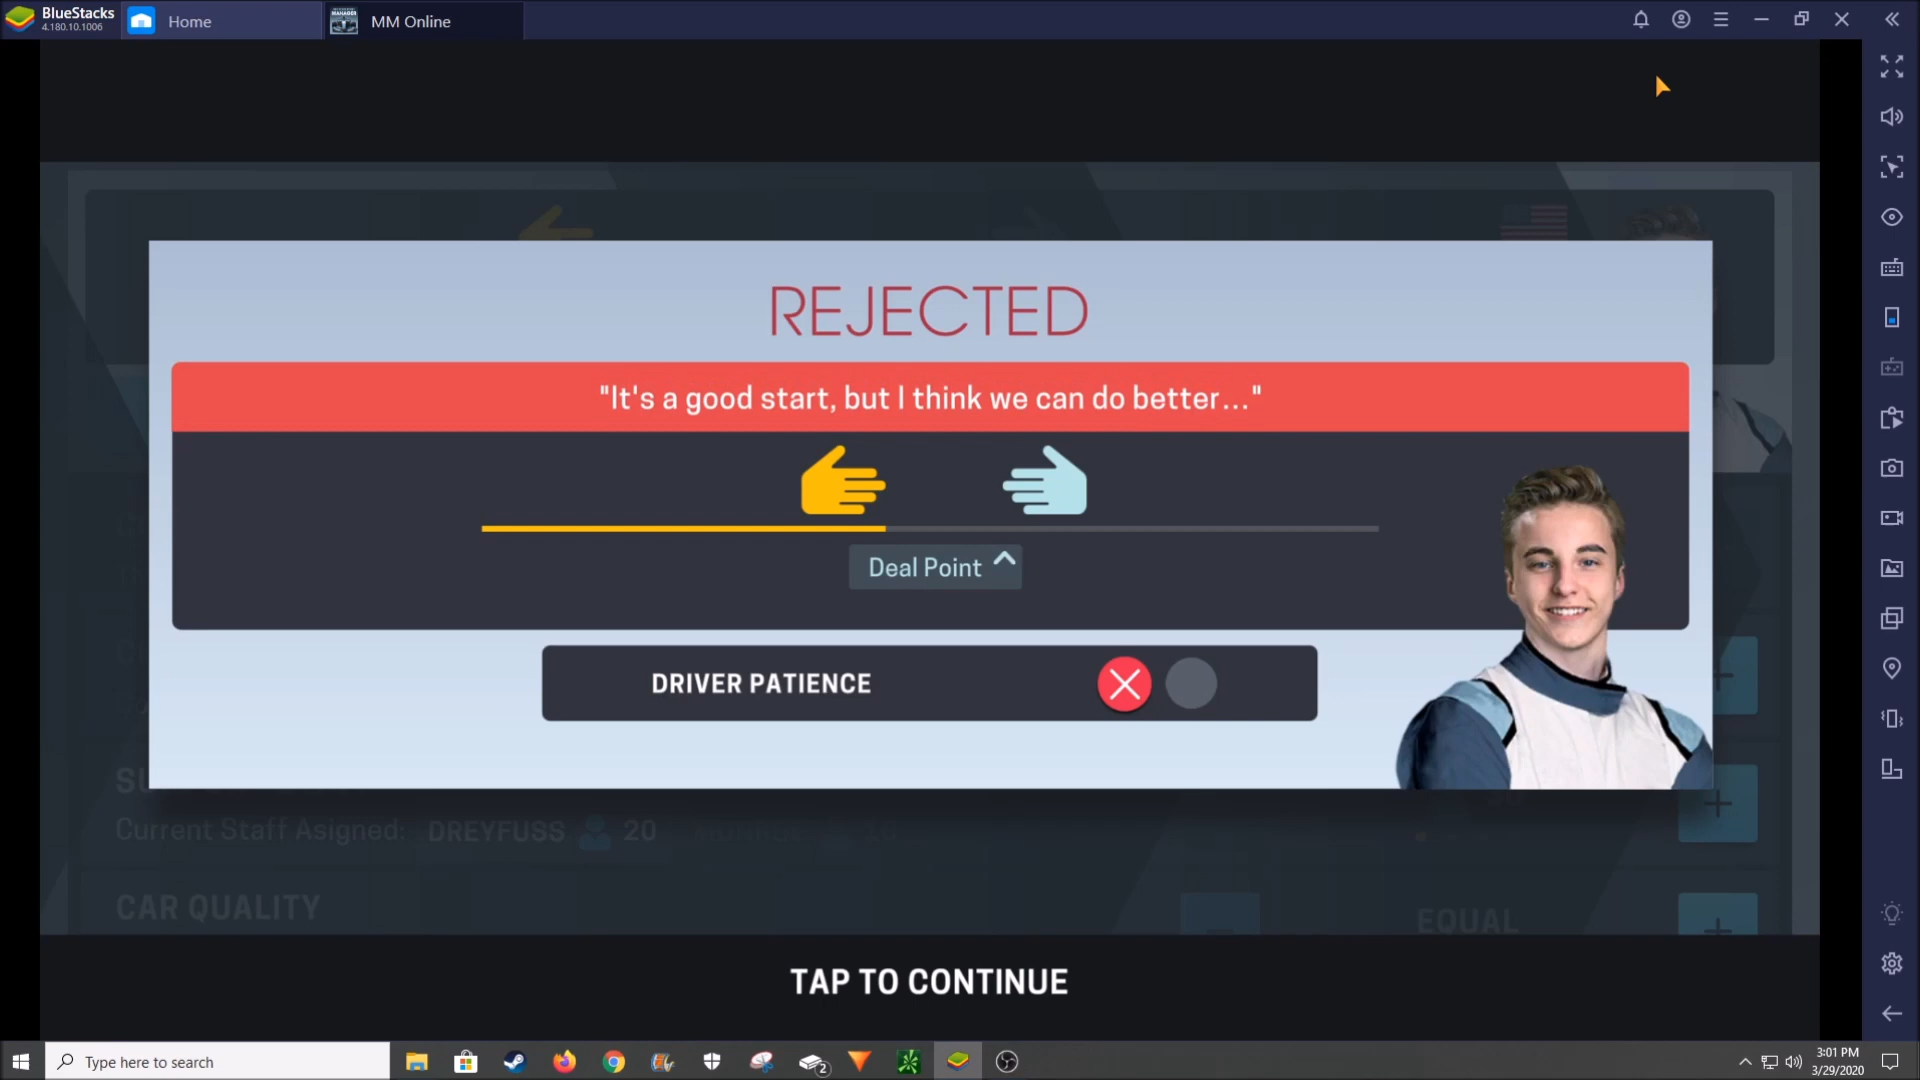 BlueStacks
4.180.10.1006
Home
MM Online
REJECTED
"It's a good start, but I think we can do better..."
Deal Point
DRIVER PATIENCE
Current Staff Asigned: DREYFUSS 20
CAR QUALITY
EQUAL
TAP TO CONTINUE
Type here to search
2
3:01 PM
3/29/2020